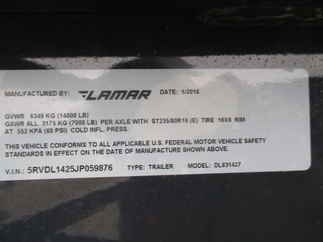 MANUFACTURED BY: LAMAR DATE: 1/2018
GVWR 6349 KG (14000 LB)
GAWR ALL 3175 KG (7000 LB) PER AXLE WITH ST235/80R16 (E) TIRE 16X6 RIM
AT 552 KPA (80 PSI) COLD INFL. PRESS.
THIS VEHICLE CONFORMS TO ALL APPLICABLE U.S. FEDERAL MOTOR VEHICLE SAFETY
STANDARDS IN EFFECT ON THE DATE OF MANUFACTURE SHOWN ABOVE.
V.I.N.: 5RVDL1425JP059876 TYPE: TRAILER MODEL: DL831427